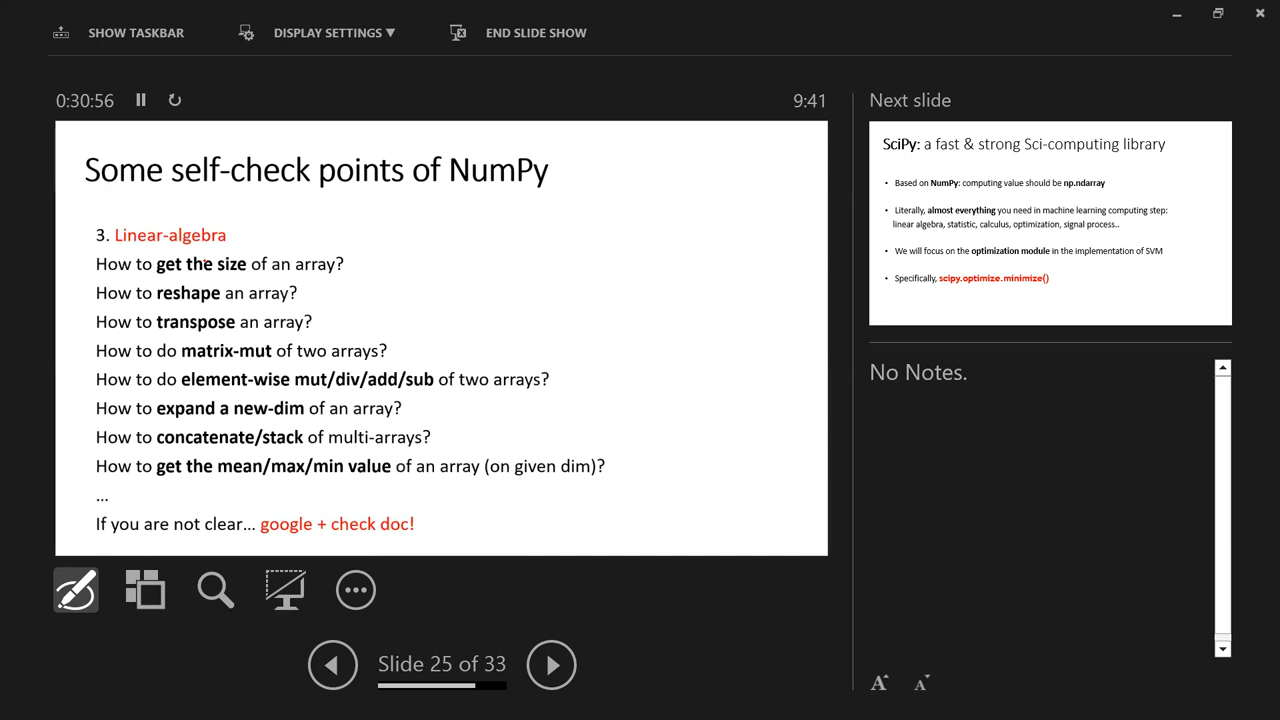 SHOW TASKBAR
DISPLAY SETTINGS ▼
END SLIDE SHOW
0:30:56
9:41
Some self-check points of NumPy
3. Linear-algebra
How to get the size of an array?
How to reshape an array?
How to transpose an array?
How to do matrix-mut of two arrays?
How to do element-wise mut/div/add/sub of two arrays?
How to expand a new-dim of an array?
How to concatenate/stack of multi-arrays?
How to get the mean/max/min value of an array (on given dim)?
...
If you are not clear... google + check doc!
Slide 25 of 33
Next slide
SciPy: a fast & strong Sci-computing library
• Based on NumPy: computing value should be np.ndarray
• Literally, almost everything you need in machine learning computing step:
linear algebra, statistic, calculus, optimization, signal process..
• We will focus on the optimization module in the implementation of SVM
• Specifically, scipy.optimize.minimize()
No Notes.
A A